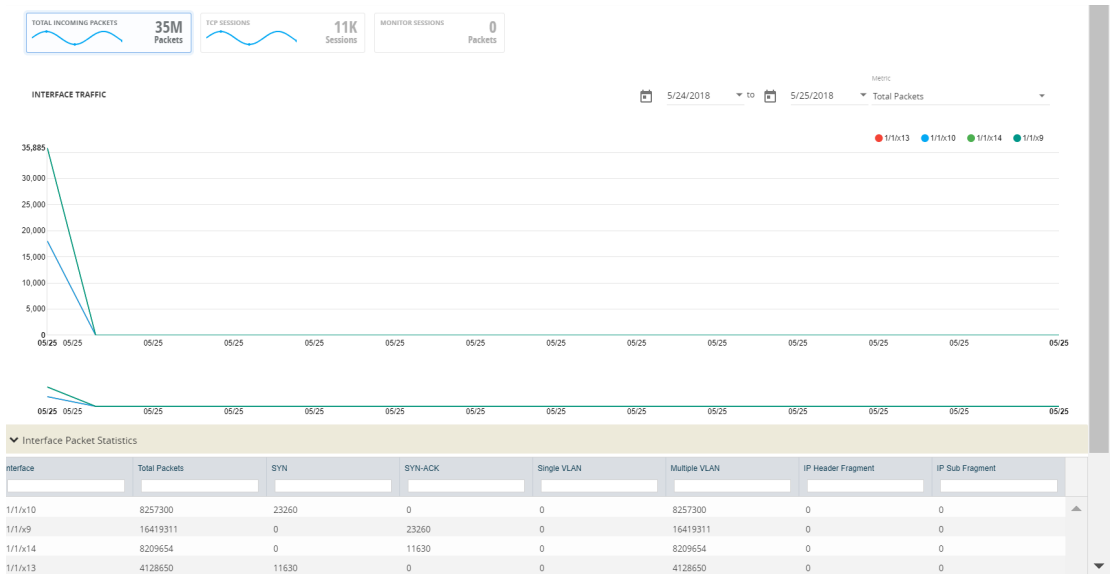 TOTAL INCOMING PACKETS 35M Packets TCP SESSIONS 11K Sessions MONITOR SESSIONS 0 Packets
INTERFACE TRAFFIC 5/24/2018 to 5/25/2018 Metric Total Packets
1/1/x13 1/1/x10 1/1/x14 1/1/x9
35,885
30,000
25,000
20,000
15,000
10,000
5,000
0
05/25 05/25 05/25 05/25 05/25 05/25 05/25 05/25 05/25 05/25 05/25 05/25 05/25 05/25
05/25 05/25 05/25 05/25 05/25 05/25 05/25 05/25 05/25 05/25 05/25 05/25 05/25 05/25
Interface Packet Statistics
nterface Total Packets SYN SYN-ACK Single VLAN Multiple VLAN IP Header Fragment IP Sub Fragment
1/1/x10 8257300 23260 0 0 8257300 0 0
1/1/x9 16419311 0 23260 0 16419311 0 0
1/1/x14 8209654 0 11630 0 8209654 0 0
1/1/x13 4128650 11630 0 0 4128650 0 0